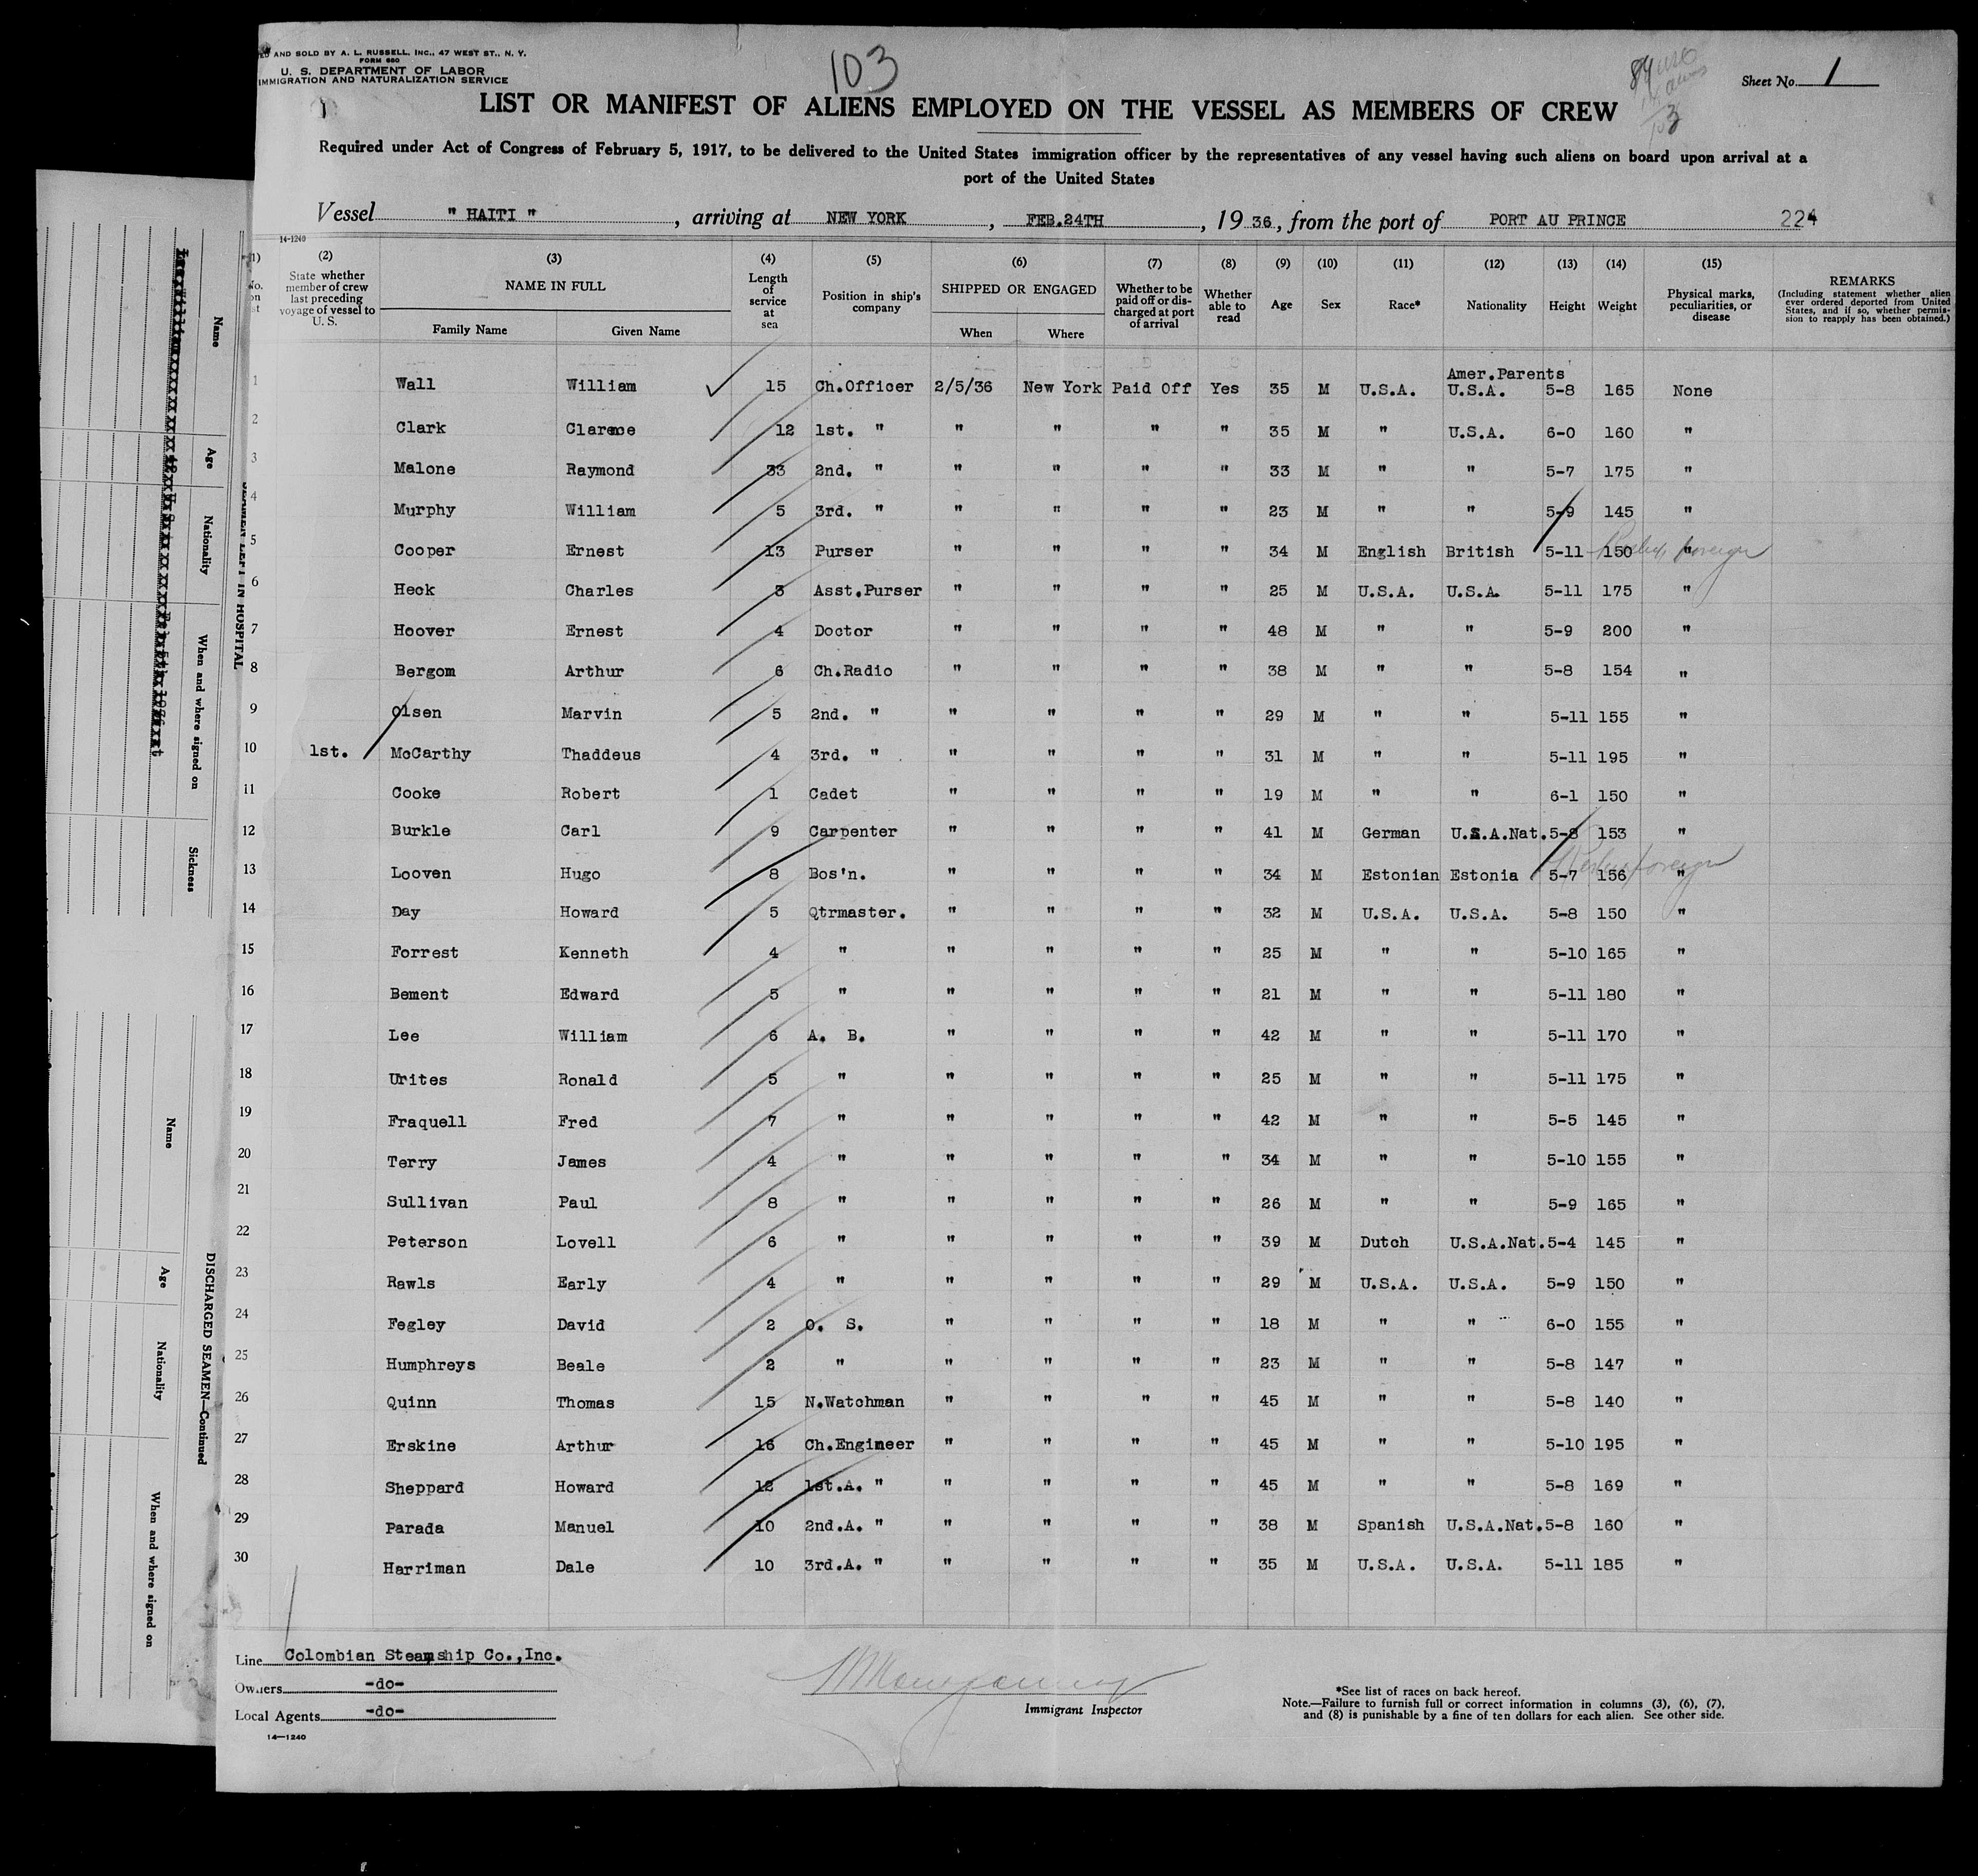 AND SOLD BY A. L. RUSSELL, INC., 47 WEST ST., N. Y.
FORM 680
U. S. DEPARTMENT OF LABOR
IMMIGRATION AND NATURALIZATION SERVICE
103
84
Sheet No. 1
LIST OR MANIFEST OF ALIENS EMPLOYED ON THE VESSEL AS MEMBERS OF CREW
Required under Act of Congress of February 5, 1917, to be delivered to the United States immigration officer by the representatives of any vessel having such aliens on board upon arrival at a
port of the United States
Vessel " HAITI ", arriving at NEW YORK, FEB.24TH, 1936, from the port of PORT AU PRINCE 224
14-1240
(1) (2) (3) (4) (5) (6) (7) (8) (9) (10) (11) (12) (13) (14) (15)
No. on State whether member of crew last preceding voyage of vessel to U. S. NAME IN FULL Family Name Given Name Length of service at sea Position in ship's company SHIPPED OR ENGAGED When Where Whether to be paid off or discharged at port of arrival Whether able to read Age Sex Race* Nationality Height Weight Physical marks, peculiarities, or disease REMARKS (Including statement whether alien ever ordered deported from United States, and if so, whether permission to reapply has been obtained.)
Amer.Parents
1 Wall William 15 Ch.Officer 2/5/36 New York Paid Off Yes 35 M U.S.A. U.S.A. 5-8 165 None
2 Clark Clarence 12 1st. " " " " " 35 M " U.S.A. 6-0 160 "
3 Malone Raymond 33 2nd. " " " " " 33 M " " 5-7 175 "
4 Murphy William 5 3rd. " " " " " 23 M " " 5-9 145 "
5 Cooper Ernest 13 Purser " " " " 34 M English British 5-11 150 " foreign
6 Heck Charles 3 Asst.Purser " " " " 25 M U.S.A. U.S.A. 5-11 175 "
7 Hoover Ernest 4 Doctor " " " " 48 M " " 5-9 200 "
8 Bergom Arthur 6 Ch.Radio " " " " 38 M " " 5-8 154 "
9 Olsen Marvin 5 2nd. " " " " " 29 M " " 5-11 155 "
10 1st. McCarthy Thaddeus 4 3rd. " " " " " 31 M " " 5-11 195 "
11 Cooke Robert 1 Cadet " " " " 19 M " " 6-1 150 "
12 Burkle Carl 9 Carpenter " " " " 41 M German U.S.A.Nat. 5-8 153
13 Looven Hugo 8 Bos'n. " " " " 34 M Estonian Estonia 5-7 156 " foreign
14 Day Howard 5 Qtrmaster. " " " " 32 M U.S.A. U.S.A. 5-8 150 "
15 Forrest Kenneth 4 " " " " " 25 M " " 5-10 165 "
16 Bement Edward 5 " " " " " 21 M " " 5-11 180 "
17 Lee William 6 A. B. " " " " 42 M " " 5-11 170 "
18 Urites Ronald 5 " " " " " 25 M " " 5-11 175 "
19 Fraquell Fred 7 " " " " " 42 M " " 5-5 145 "
20 Terry James 4 " " " " " 34 M " " 5-10 155 "
21 Sullivan Paul 8 " " " " " 26 M " " 5-9 165 "
22 Peterson Lovell 6 " " " " " 39 M Dutch U.S.A.Nat. 5-4 145 "
23 Rawls Early 4 " " " " " 29 M U.S.A. U.S.A. 5-9 150 "
24 Fegley David 2 O. S. " " " " 18 M " " 6-0 155 "
25 Humphreys Beale 2 " " " " " 23 M " " 5-8 147 "
26 Quinn Thomas 15 N.Watchman " " " " 45 M " " 5-8 140 "
27 Erskine Arthur 16 Ch.Engineer " " " " 45 M " " 5-10 195 "
28 Sheppard Howard 12 1st.A. " " " " " 45 M " " 5-8 169 "
29 Parada Manuel 10 2nd.A. " " " " " 38 M Spanish U.S.A.Nat. 5-8 160 "
30 Harriman Dale 10 3rd.A. " " " " " 35 M U.S.A. U.S.A. 5-11 185 "
Line Colombian Steamship Co.,Inc.
Owners -do-
Local Agents -do-
14—1240
Immigrant Inspector
*See list of races on back hereof.
Note.—Failure to furnish full or correct information in columns (3), (6), (7),
and (8) is punishable by a fine of ten dollars for each alien. See other side.
SEAMEN LEFT IN HOSPITAL
Name Age Nationality When and where signed on Sickness
DISCHARGED SEAMEN—Continued
Name Age Nationality When and where signed on